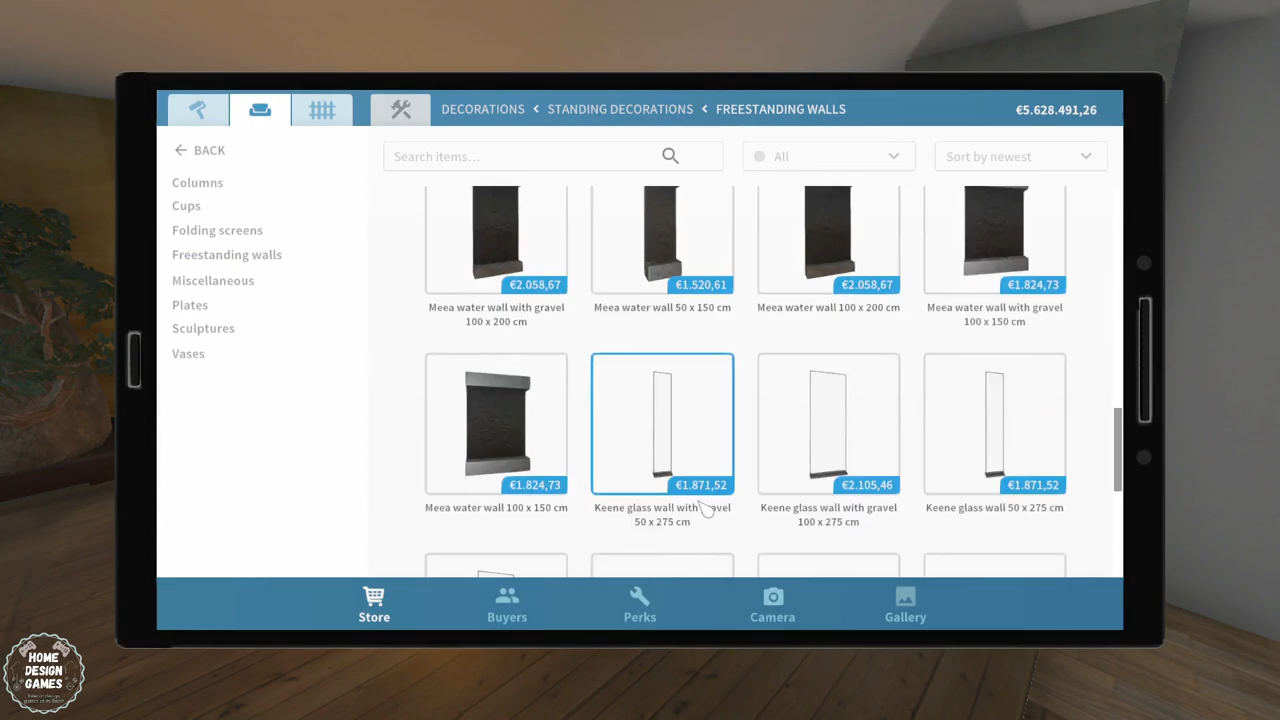 DECORATIONS < STANDING DECORATIONS < FREESTANDING WALLS
€5.628.491,26
BACK
Search items...
All
Sort by newest
Columns
Cups
Folding screens
Freestanding walls
Miscellaneous
Plates
Sculptures
Vases
€2.058,67
€1.520,61
€2.058,67
€1.824,73
Meea water wall with gravel
100 x 200 cm
Meea water wall 50 x 150 cm
Meea water wall 100 x 200 cm
Meea water wall with gravel
100 x 150 cm
€1.824,73
€1.871,52
€2.105,46
€1.871,52
Meea water wall 100 x 150 cm
Keene glass wall with gravel
50 x 275 cm
Keene glass wall with gravel
100 x 275 cm
Keene glass wall 50 x 275 cm
Store
Buyers
Perks
Camera
Gallery
HOME
DESIGN
GAMES